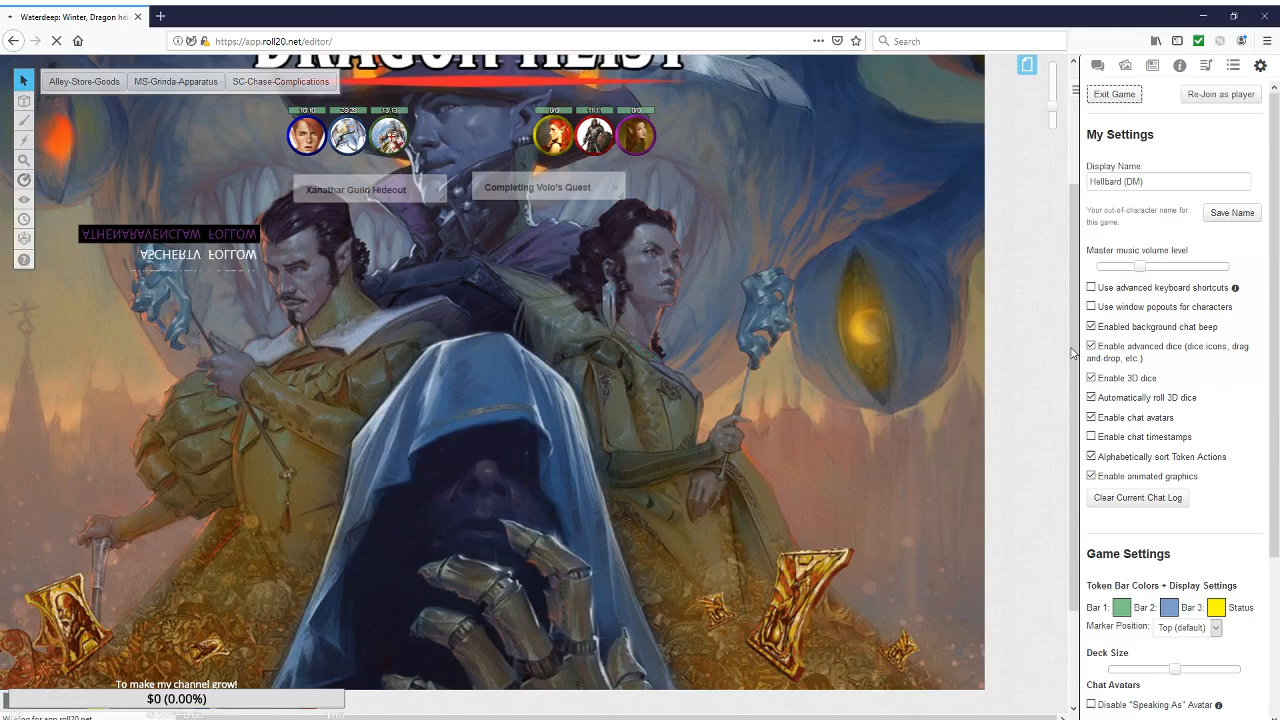 Waterdeep: Winter, Dragon hei
https://app.roll20.net/editor/
Search
DRAGON HEIST
Alley-Store-Goods
MS-Grinda-Apparatus
SC-Chase-Complications
Xanathar Guild Hideout
Completing Volo's Quest
ATHENARAVENCLAW FOLLOW
A5CHERTV FOLLOW
To make my channel grow!
$0 (0.00%)
Exit Game
Re-Join as player
My Settings
Display Name:
Hellbard (DM)
Your out-of-character name for
this game.
Save Name
Master music volume level
Use advanced keyboard shortcuts
Use window popouts for characters
Enabled background chat beep
Enable advanced dice (dice icons, drag
and drop, etc.)
Enable 3D dice
Automatically roll 3D dice
Enable chat avatars
Enable chat timestamps
Alphabetically sort Token Actions
Enable animated graphics
Clear Current Chat Log
Game Settings
Token Bar Colors + Display Settings
Bar 1: Bar 2: Bar 3: Status
Marker Position: Top (default)
Deck Size
Chat Avatars
Disable "Speaking As" Avatar